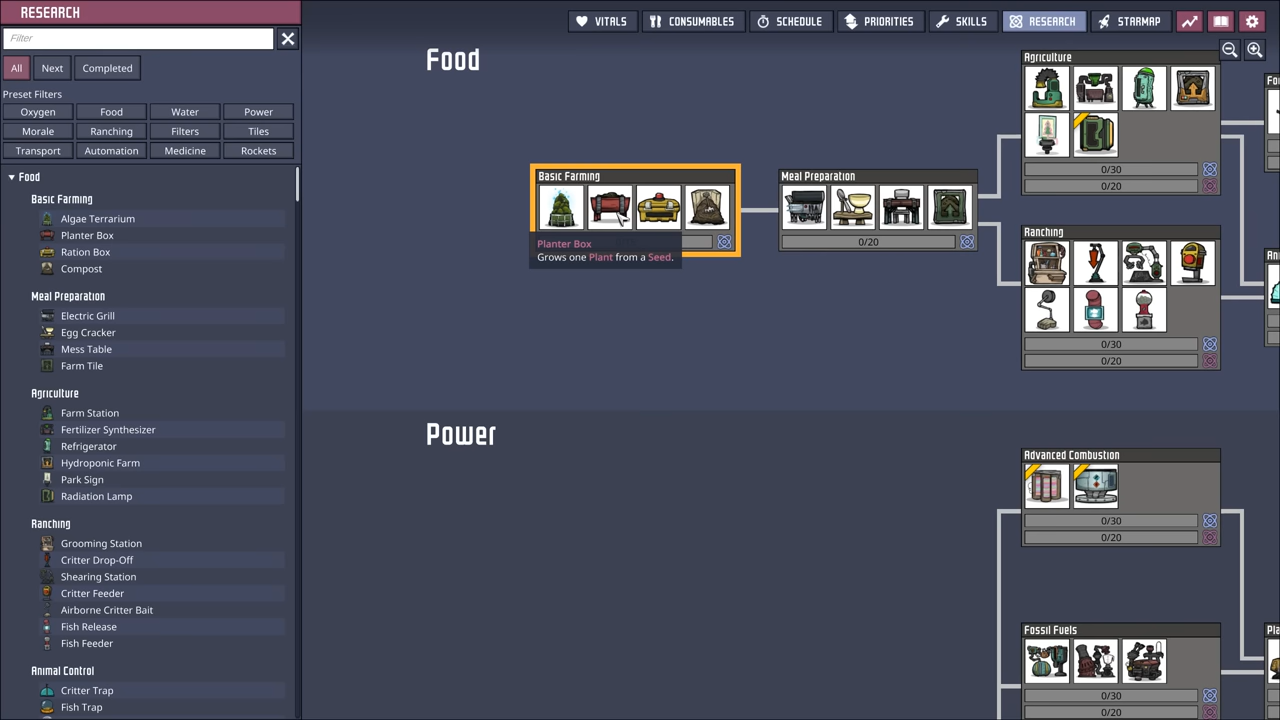 RESEARCH
VITALS
CONSUMABLES
SCHEDULE
PRIORITIES
SKILLS
RESEARCH
STARMAP
Filter
All
Next
Completed
Preset Filters
Oxygen
Food
Water
Power
Morale
Ranching
Filters
Tiles
Transport
Automation
Medicine
Rockets
Food
Basic Farming
Algae Terrarium
Planter Box
Ration Box
Compost
Meal Preparation
Electric Grill
Egg Cracker
Mess Table
Farm Tile
Agriculture
Farm Station
Fertilizer Synthesizer
Refrigerator
Hydroponic Farm
Park Sign
Radiation Lamp
Ranching
Grooming Station
Critter Drop-Off
Shearing Station
Critter Feeder
Airborne Critter Bait
Fish Release
Fish Feeder
Animal Control
Critter Trap
Fish Trap
Food
Basic Farming
Planter Box
Grows one Plant from a Seed.
Meal Preparation
0/20
Agriculture
0/30
0/20
Ranching
0/30
0/20
Power
Advanced Combustion
0/30
0/20
Fossil Fuels
0/30
0/20